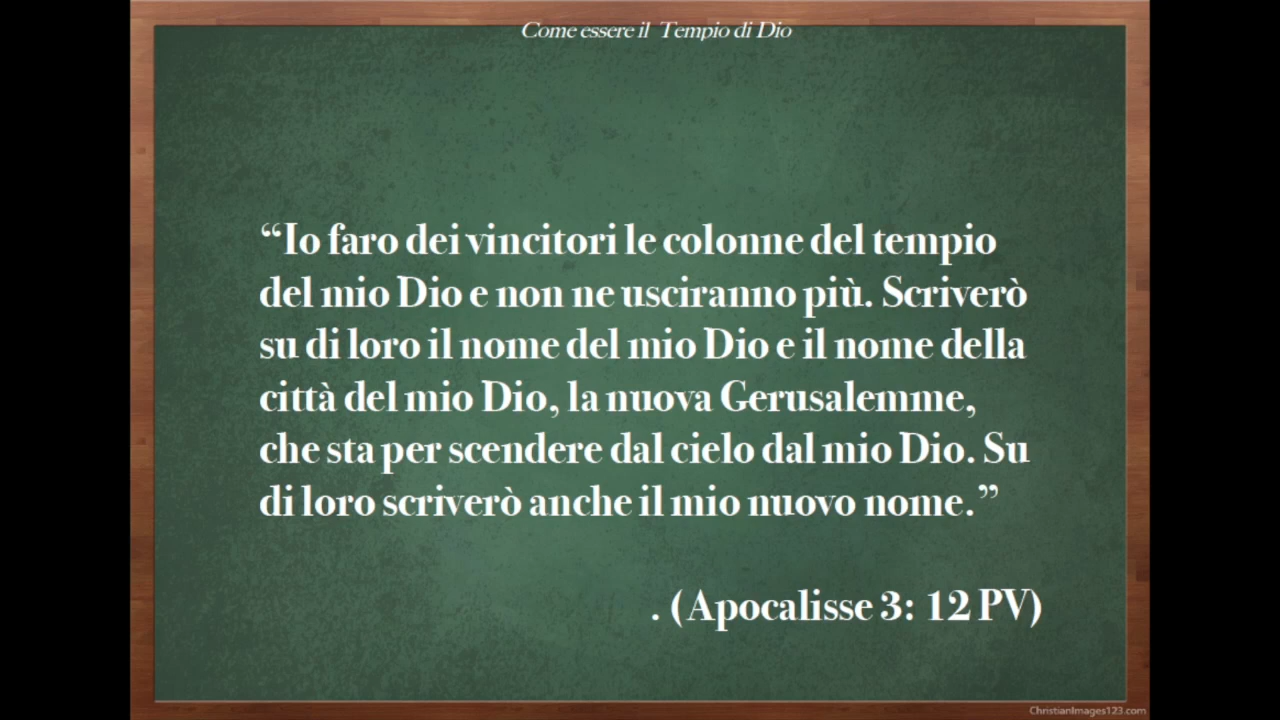 Come essere il Tempio di Dio
“Io faro dei vincitori le colonne del tempio
del mio Dio e non ne usciranno più. Scriverò
su di loro il nome del mio Dio e il nome della
città del mio Dio, la nuova Gerusalemme,
che sta per scendere dal cielo dal mio Dio. Su
di loro scriverò anche il mio nuovo nome.”
. (Apocalisse 3: 12 PV)
ChristianImages123.com